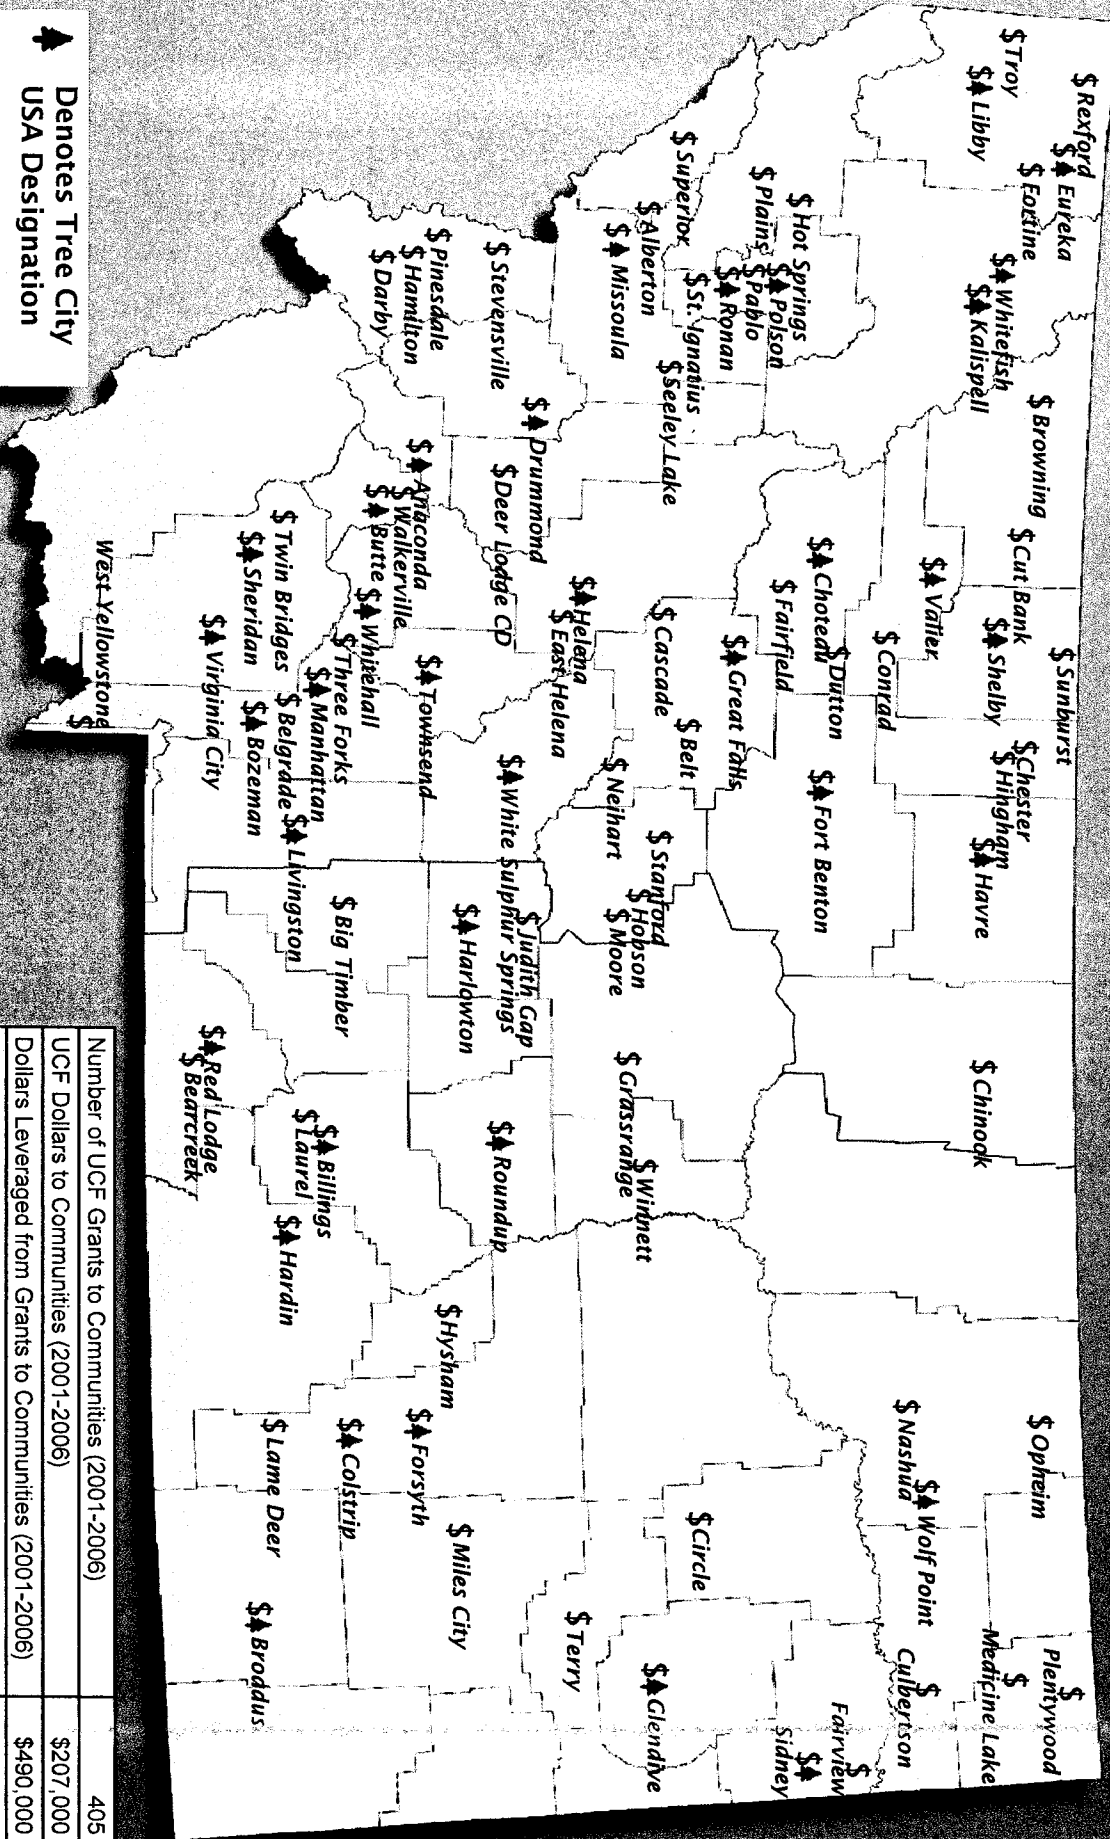 $ Rexford
$ Eureka
$ Troy
$ Fortine
$ Libby
$ Whitefish
$ Kalispell
$ Browning
$ Cut Bank
$ Sunburst
$ Shelby
$ Chester
$ Hihgham
$ Havre
$ Chinook
$ Opheim
$ Plentywood
$ Medicine Lake
$ Valier
$ Conrad
$ Nashua
$ Wolf Point
$ Culbertson
$ Choteau
$ Dutton
$ Fort Benton
$ Fairfield
$ Fairview
$ Sidney
$ Hot Springs
$ Plains
$ Polson
$ Pablo
$ Ronan
$ St. Ignatius
$ Superior
$ Alberton
$ Missoula
$ Seeley Lake
$ Great Falls
$ Cascade
$ Belt
$ Stanford
$ Neihart
$ Hobson
$ Moore
$ Grassrange
$ Winnett
$ Circle
$ Glendive
$ Terry
$ Stevensville
$ Drummond
$ Deer Lodge CD
$ Helena
$ East Helena
$ White Sulphur Springs
$ Judith Gap
$ Harlowton
$ Roundup
$ Pinesdale
$ Hamilton
$ Darby
$ Anaconda
$ Walkerville
$ Butte
$ Whitehall
$ Townsend
$ Hysham
$ Forsyth
$ Miles City
$ Three Forks
$ Manhattan
$ Belgrade
$ Livingston
$ Big Timber
$ Billings
$ Laurel
$ Hardin
$ Colstrip
$ Lame Deer
$ Broddus
$ Twin Bridges
$ Sheridan
$ Virginia City
$ Bozeman
$ Red Lodge
$ Bearcreek
West Yellowstone
$
Denotes Tree City
USA Designation
Number of UCF Grants to Communities (2001-2006) 405
UCF Dollars to Communities (2001-2006) $207,000
Dollars Leveraged from Grants to Communities (2001-2006) $490,000